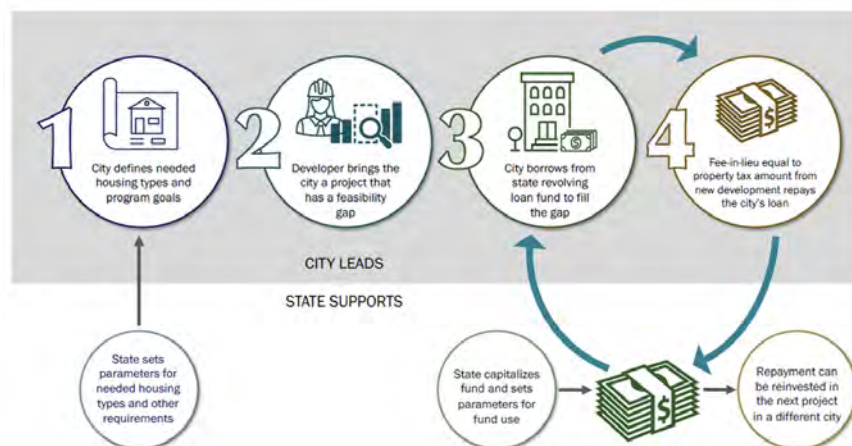 1
City defines needed
housing types and
program goals
2
Developer brings the
city a project that
has a feasibility
gap
3
City borrows from
state revolving
loan fund to fill
the gap
4
$
Fee-in-lieu equal to
property tax amount from
new development repays
the city's loan
CITY LEADS
STATE SUPPORTS
State sets
parameters for
needed housing
types and other
requirements
State capitalizes
fund and sets
parameters for
fund use
$
Repayment can
be reinvested in
the next project
in a different city